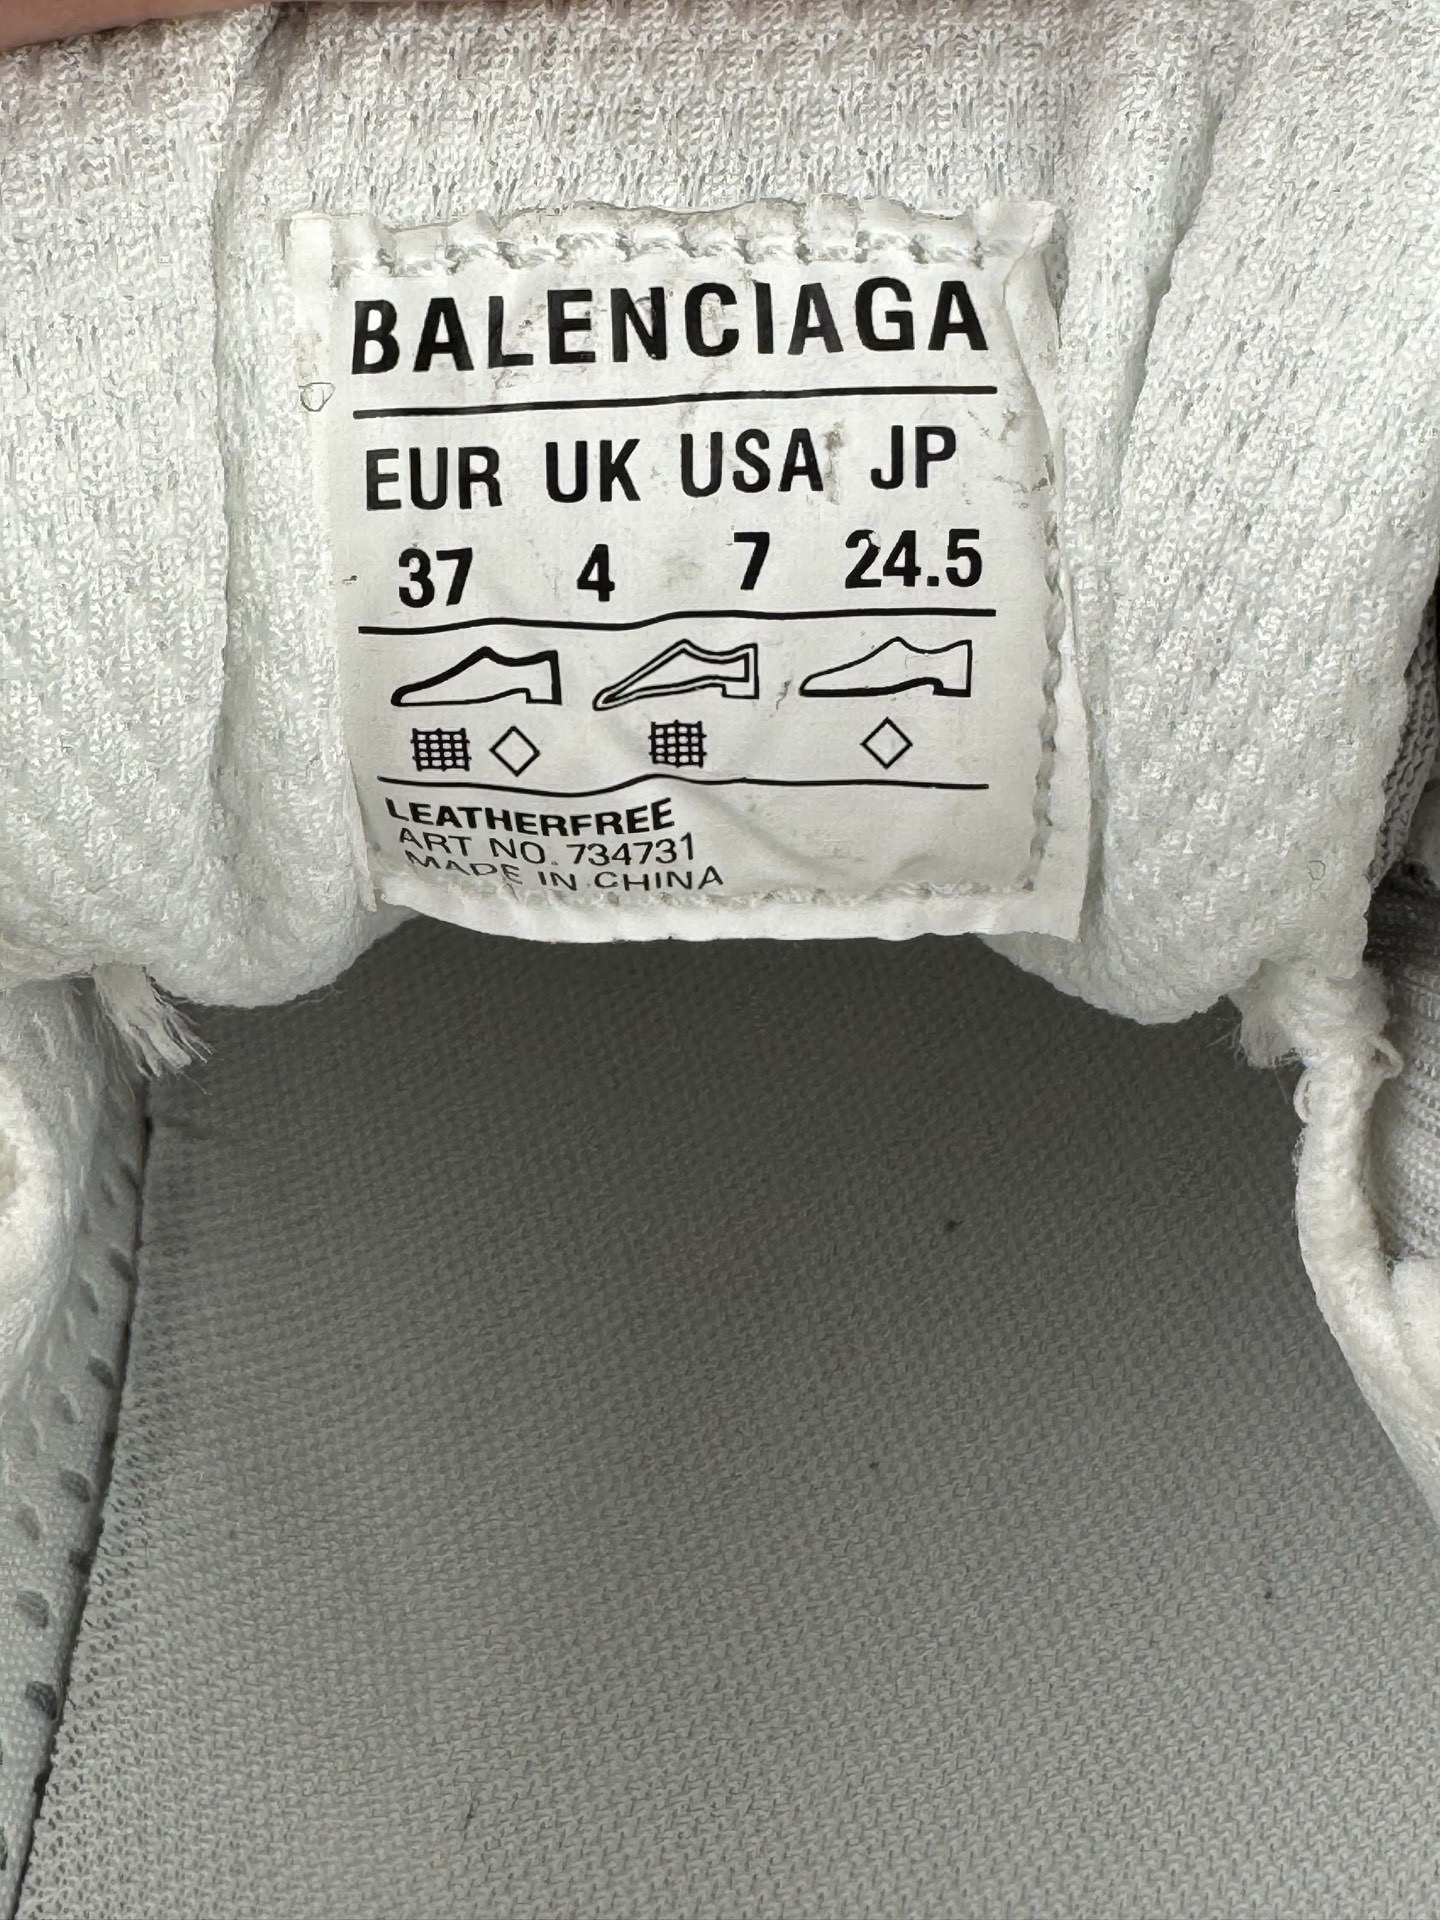 BALENCIAGA
EUR UK USA JP
37 4 7 24.5
LEATHERFREE
ART NO. 734731
MADE IN CHINA